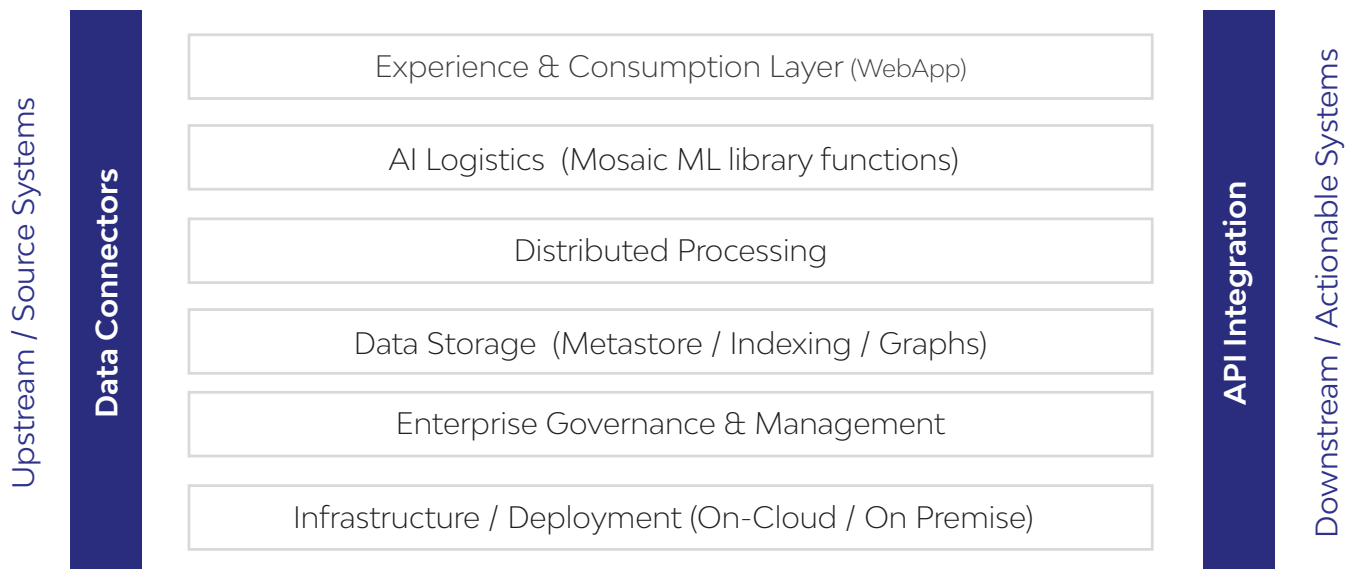 Upstream / Source Systems
Data Connectors
Experience & Consumption Layer (WebApp)
AI Logistics (Mosaic ML library functions)
Distributed Processing
Data Storage (Metastore / Indexing / Graphs)
Enterprise Governance & Management
Infrastructure / Deployment (On-Cloud / On Premise)
API Integration
Downstream / Actionable Systems